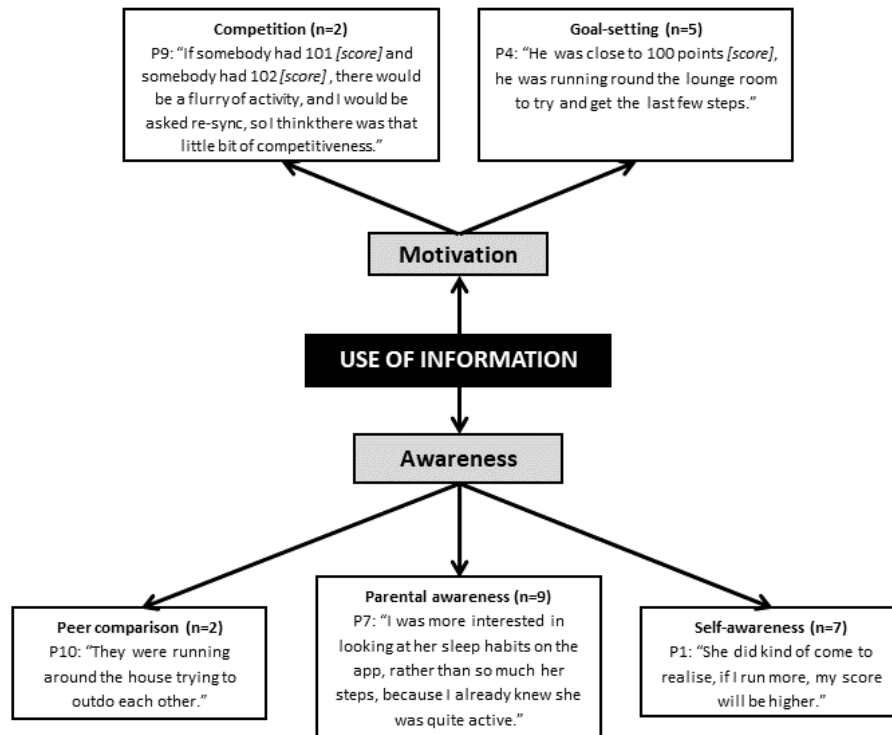 Competition (n=2)
P9: “If somebody had 101 [score] and
somebody had 102 [score] , there would
be a flurry of activity, and I would be
asked re-sync, so I think there was that
little bit of competitiveness.”
Goal-setting (n=5)
P4: “He was close to 100 points [score],
he was running round the lounge room
to try and get the last few steps.”
Motivation
USE OF INFORMATION
Awareness
Peer comparison (n=2)
P10: “They were running
around the house trying to
outdo each other.”
Parental awareness (n=9)
P7: “I was more interested in
looking at her sleep habits on the
app, rather than so much her
steps, because I already knew she
was quite active.”
Self-awareness (n=7)
P1: “She did kind of come to
realise, if I run more, my score
will be higher.”